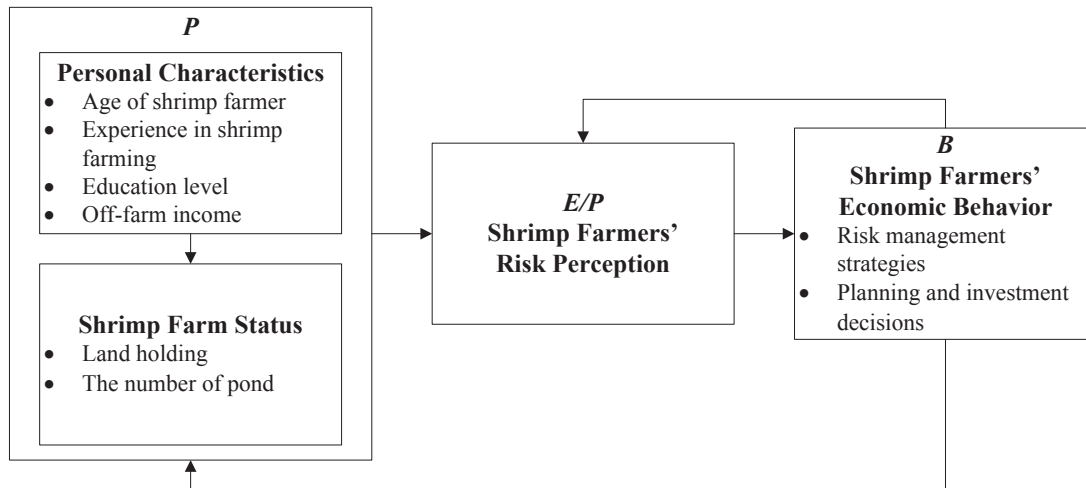 P
Personal Characteristics
• Age of shrimp farmer
• Experience in shrimp
farming
• Education level
• Off-farm income
Shrimp Farm Status
• Land holding
• The number of pond
E/P
Shrimp Farmers’
Risk Perception
B
Shrimp Farmers’
Economic Behavior
• Risk management
strategies
• Planning and investment
decisions